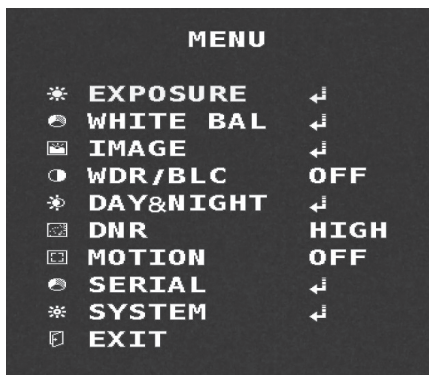 MENU
EXPOSURE ↲
WHITE BAL ↲
IMAGE ↲
WDR/BLC OFF
DAY&NIGHT ↲
DNR HIGH
MOTION OFF
SERIAL ↲
SYSTEM ↲
EXIT